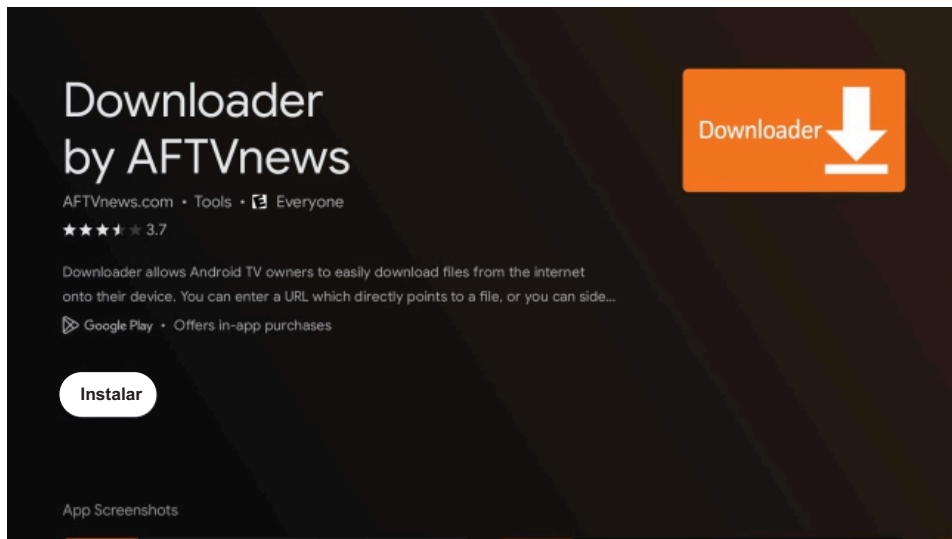 Downloader
by AFTVnews
Downloader
AFTVnews.com • Tools • E Everyone
3.7
Downloader allows Android TV owners to easily download files from the internet
onto their device. You can enter a URL which directly points to a file, or you can side...
Google Play • Offers in-app purchases
Instalar
App Screenshots